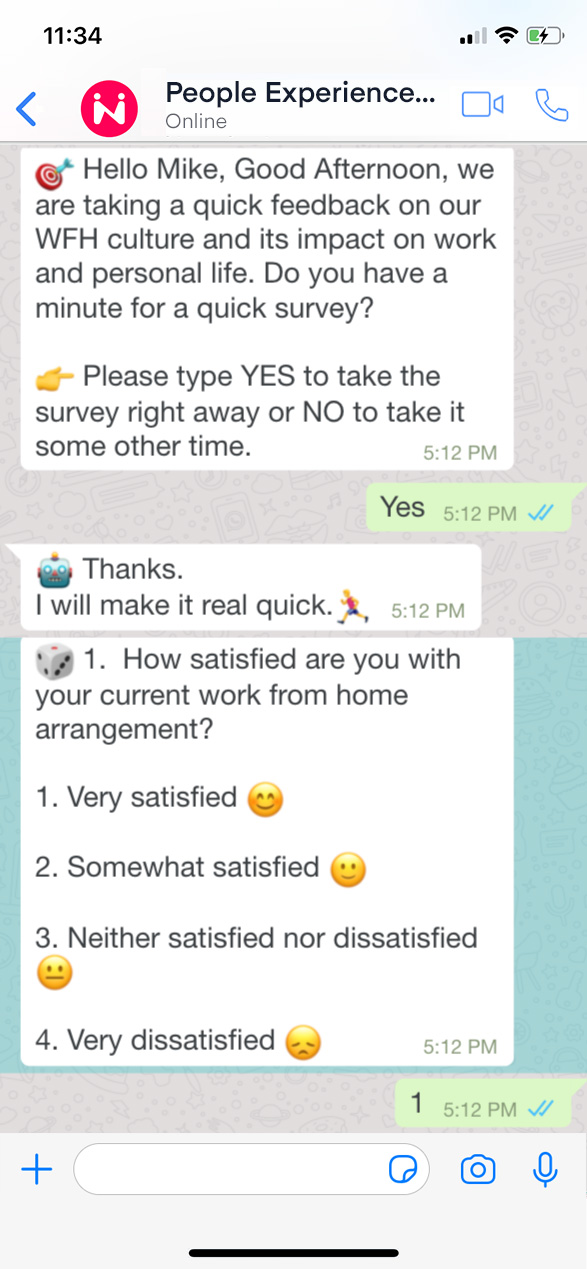 11:34
People Experience...
Online
🎯 Hello Mike, Good Afternoon, we
are taking a quick feedback on our
WFH culture and its impact on work
and personal life. Do you have a
minute for a quick survey?
👉 Please type YES to take the
survey right away or NO to take it
some other time. 5:12 PM
Yes 5:12 PM
🤖 Thanks.
I will make it real quick.🏃 5:12 PM
🎲 1. How satisfied are you with
your current work from home
arrangement?
1. Very satisfied 😊
2. Somewhat satisfied 🙂
3. Neither satisfied nor dissatisfied
😐
4. Very dissatisfied 😞 5:12 PM
1 5:12 PM